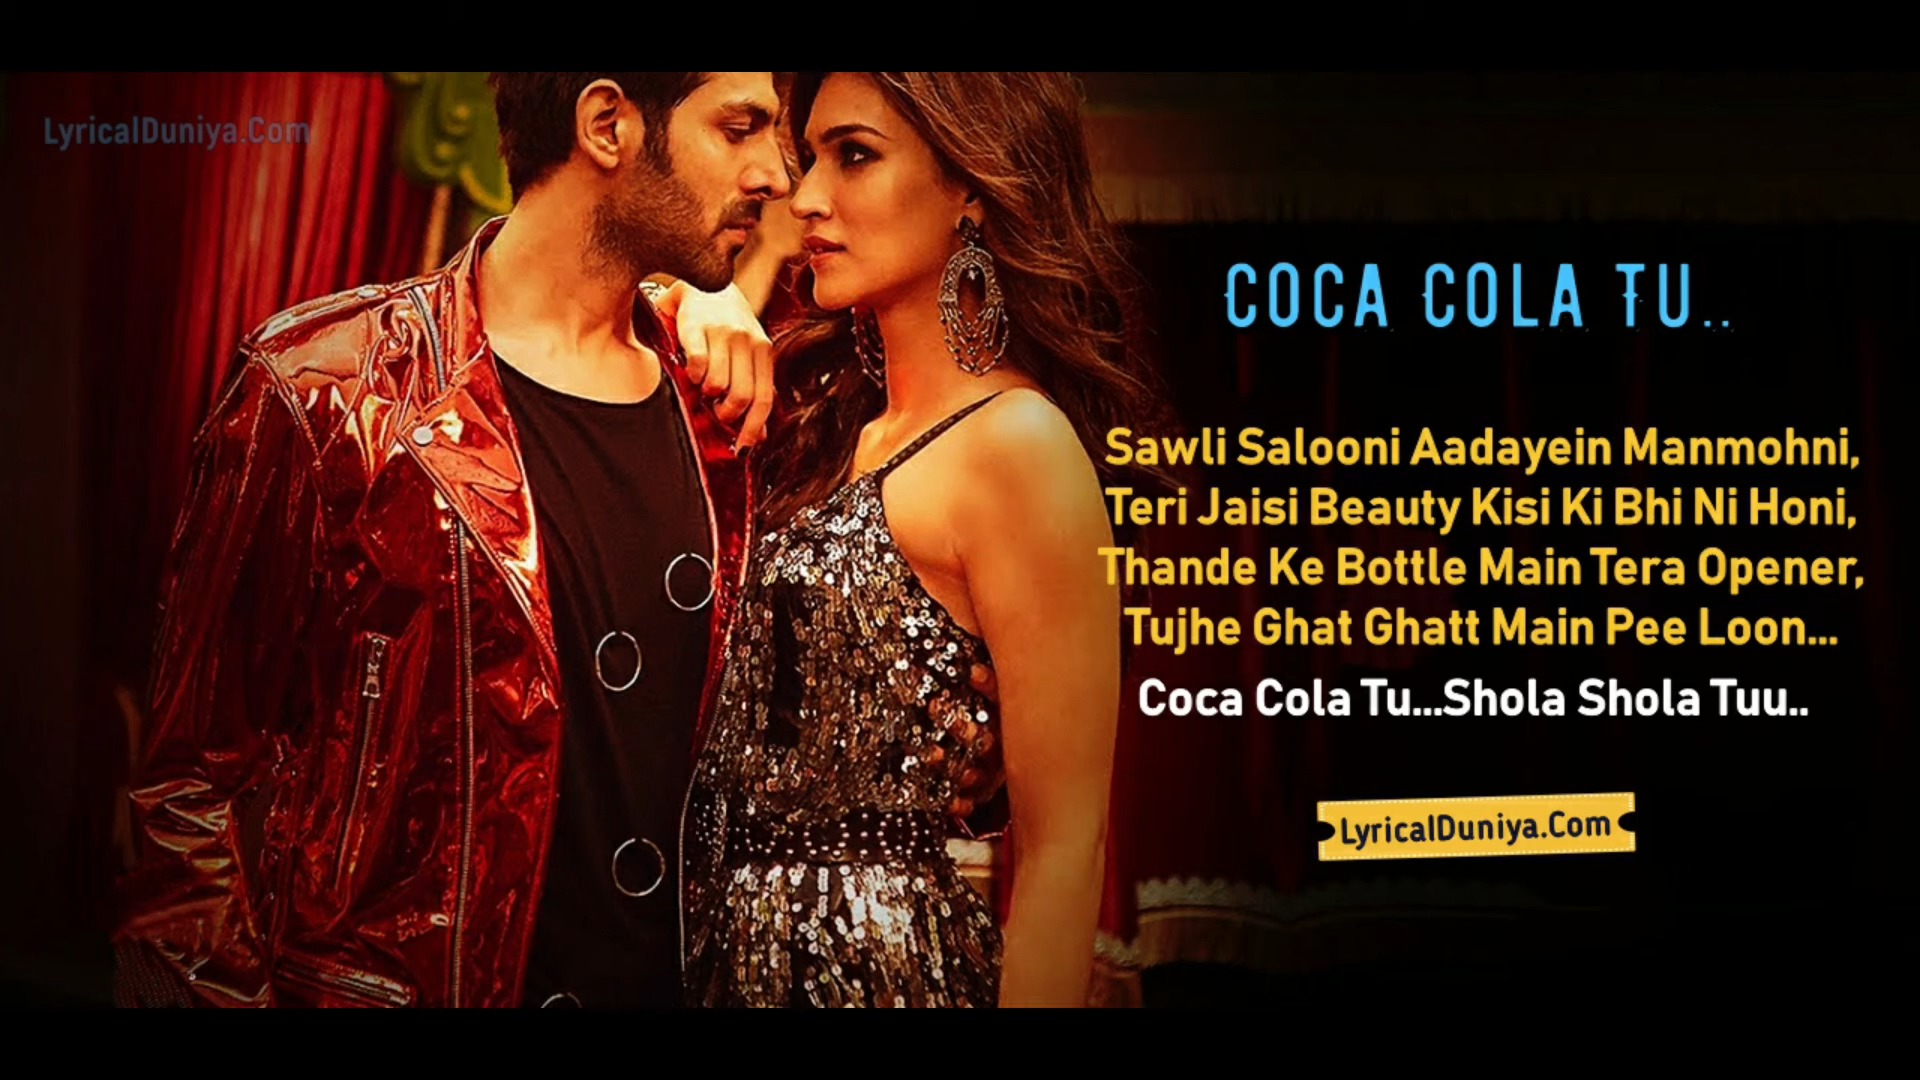 LyricalDuniya.Com
COCA COLA TU..
Sawli Salooni Aadayein Manmohni,
Teri Jaisi Beauty Kisi Ki Bhi Ni Honi,
Thande Ke Bottle Main Tera Opener,
Tujhe Ghat Ghatt Main Pee Loon...
Coca Cola Tu...Shola Shola Tuu..
LyricalDuniya.Com